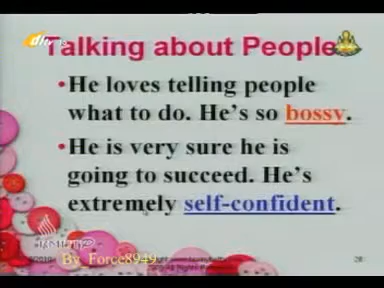 Talking about People
•He loves telling people
what to do. He's so bossy.
•He is very sure he is
going to succeed. He's
extremely self-confident.
By Force8949